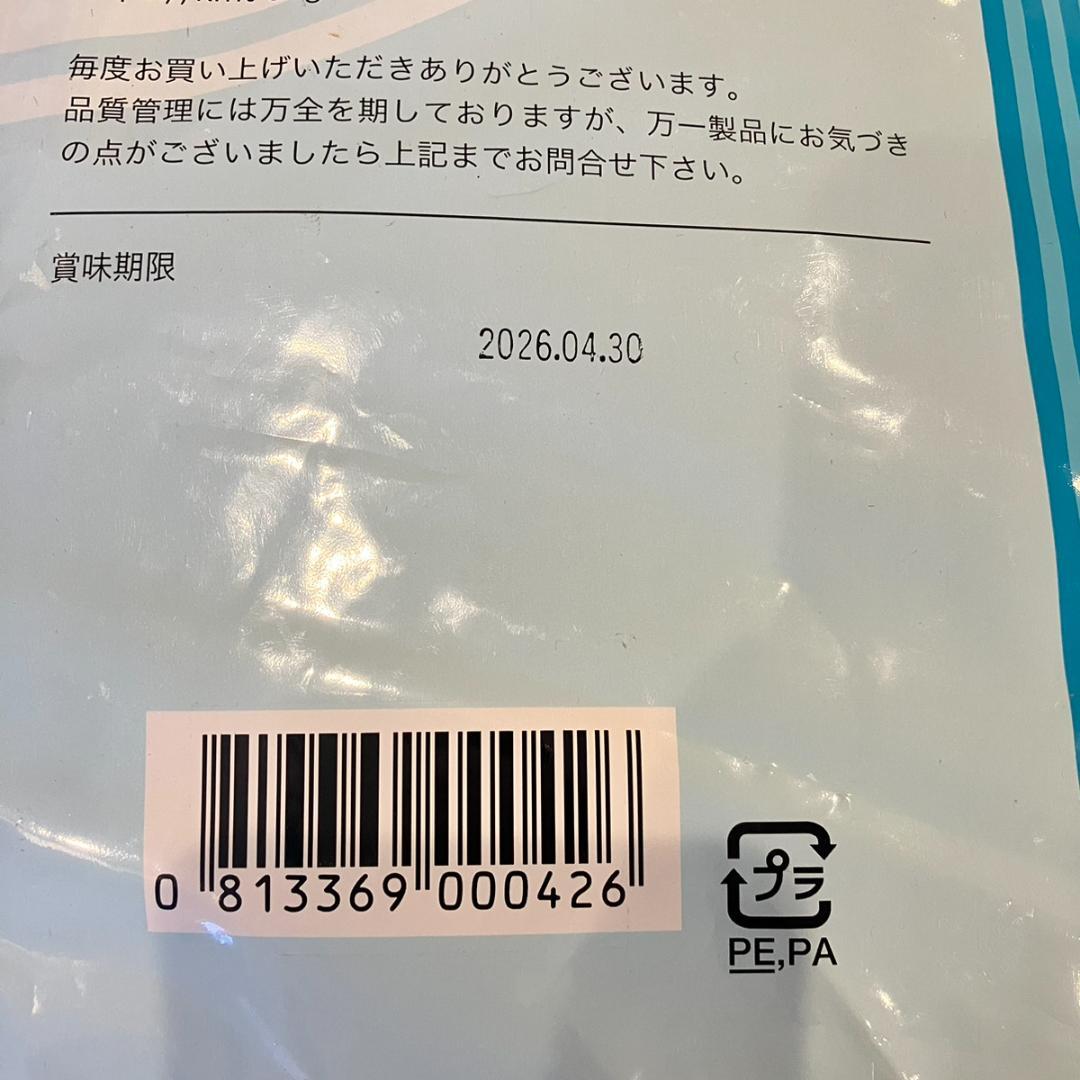 毎度お買い上げいただきありがとうございます。
品質管理には万全を期しておりますが、万一製品にお気づき
の点がございましたら上記までお問合せ下さい。
賞味期限
2026.04.30
0 813369 000426
プラ
PE,PA